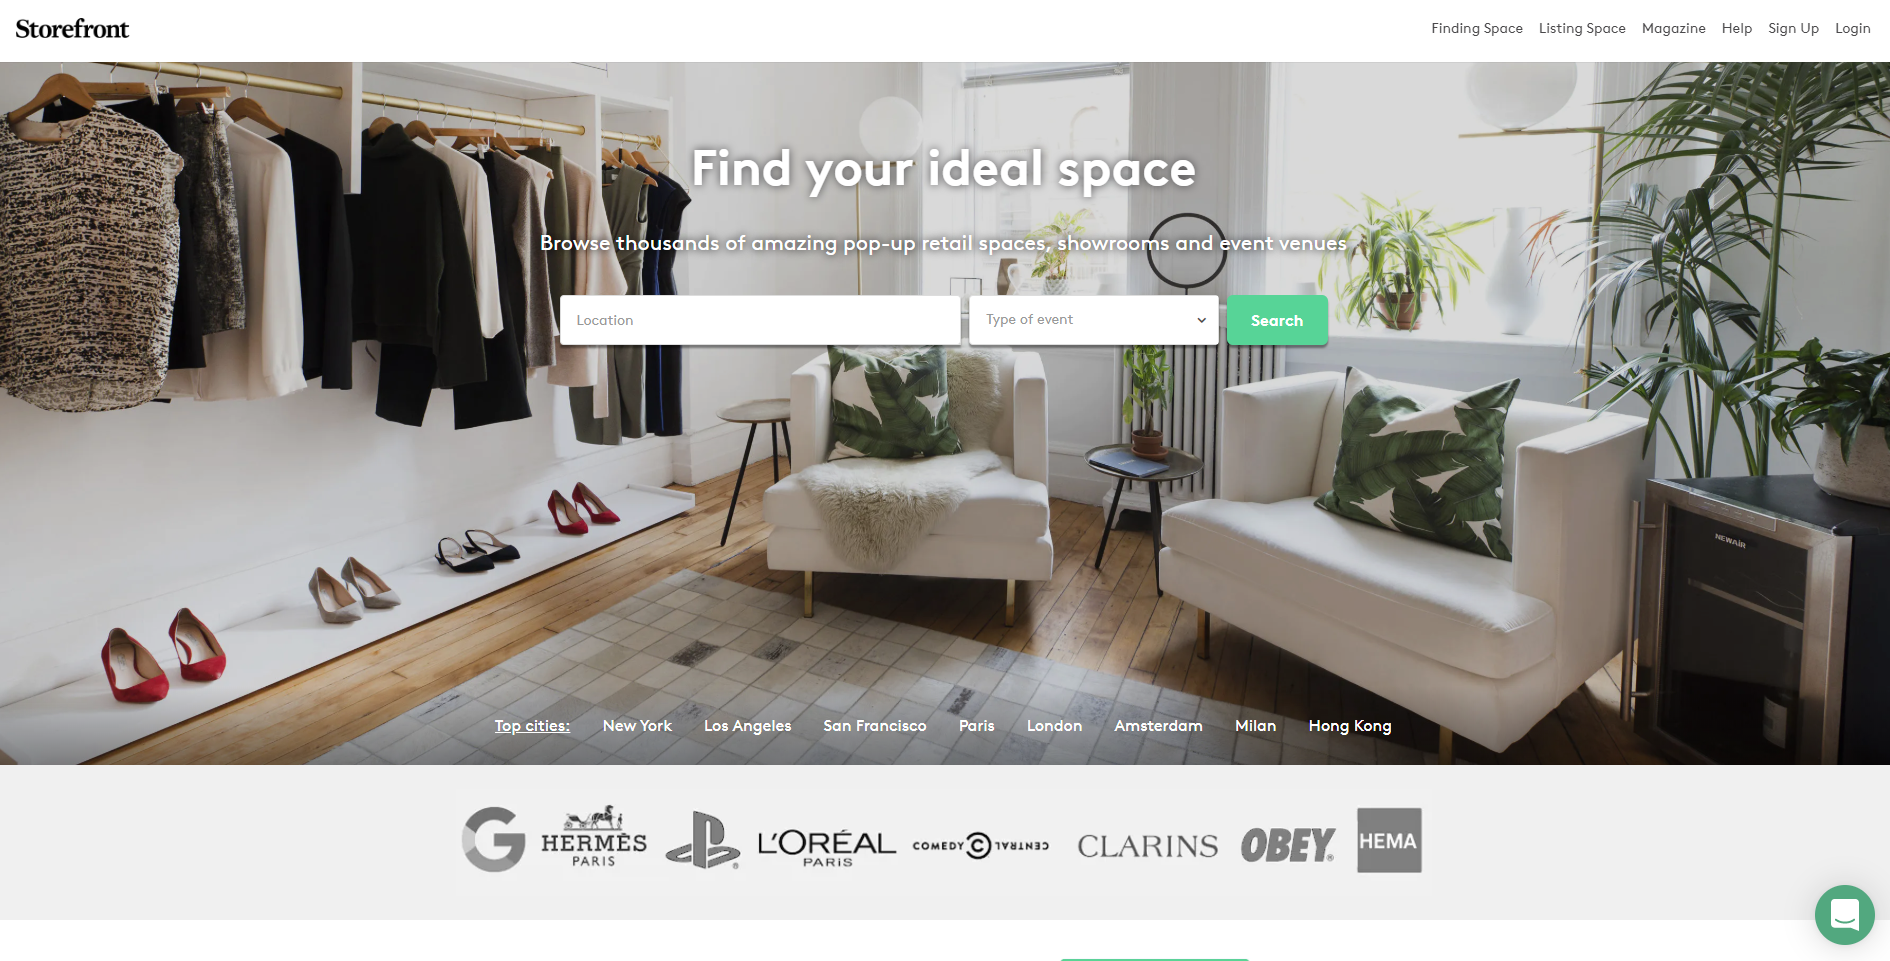 Storefront
Finding Space Listing Space Magazine Help Sign Up Login
Find your ideal space
Browse thousands of amazing pop-up retail spaces, showrooms and event venues
Location Type of event Search
NEWAIR
Top cities: New York Los Angeles San Francisco Paris London Amsterdam Milan Hong Kong
G
HERMÈS
PARIS
L'ORÉAL
PARIS
COMEDY C CENTRAL
CLARINS
OBEY®
HEMA